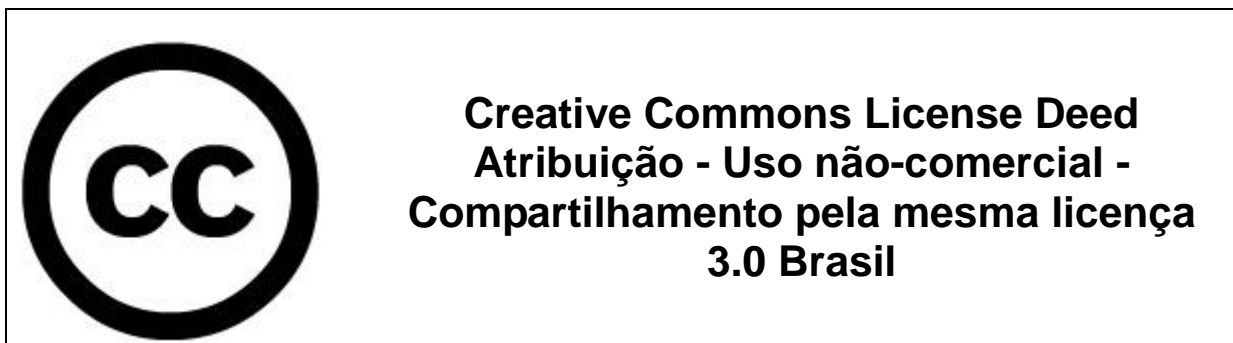 cc
Creative Commons License Deed
Atribuição - Uso não-comercial -
Compartilhamento pela mesma licença
3.0 Brasil